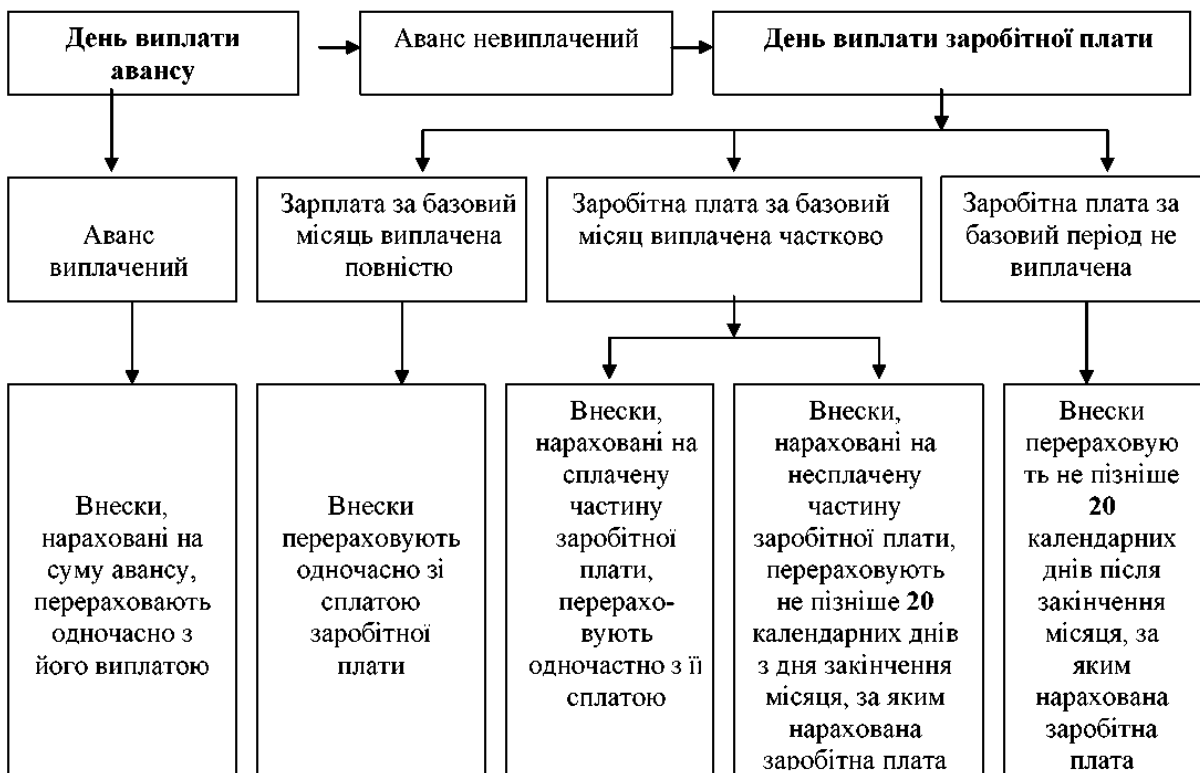 День виплати
авансу
Аванс невиплачений
День виплати заробітної плати
Аванс
виплачений
Зарплата за базовий
місяць виплачена
повністю
Заробітна плата за базовий
місяц виплачена частково
Заробітна плата за
базовий період не
виплачена
Внески,
нараховані на
суму авансу,
перераховають
одночасно з
його виплатою
Внески
перераховують
одночасно зі
сплатою
заробітної
плати
Внески,
нараховані на
сплачену
частину
заробітної
плати,
перерахо-
вують
одночастно з її
сплатою
Внески,
нараховані на
несплачену
частину
заробітної плати,
перераховують
не пізніше 20
календарних днів
з дня закінчення
місяця, за яким
нарахована
заробітна плата
Внески
перераховую
ть не пізніше
20
календарних
днів після
закінчення
місяця, за
яким
нарахована
заробітна
плата